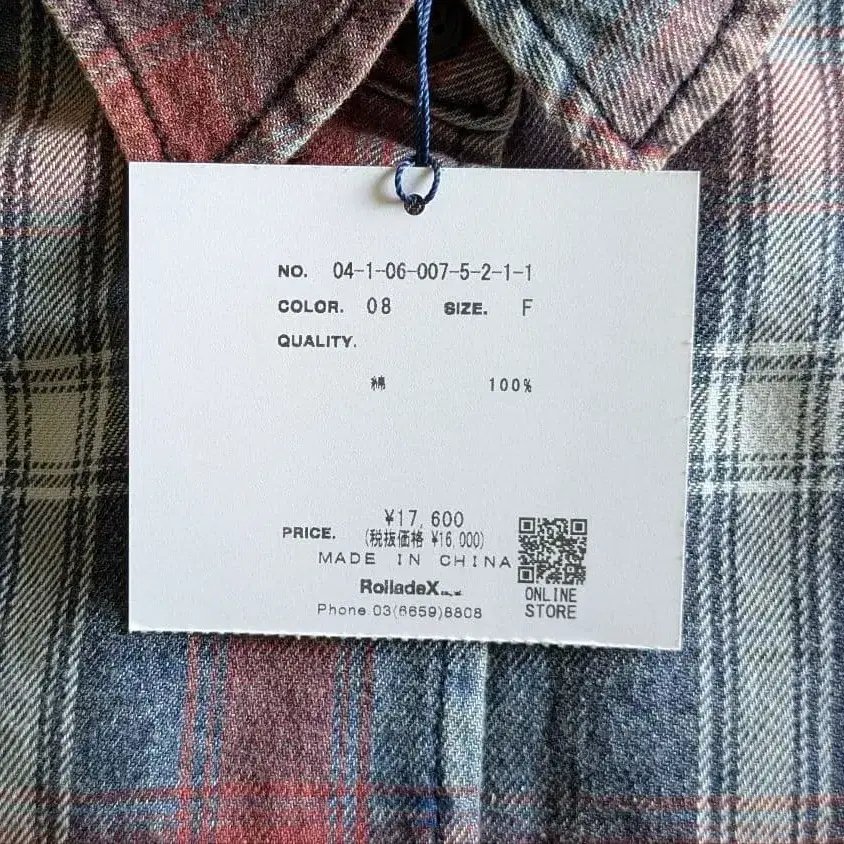 NO. 04-1-06-007-5-2-1-1
COLOR. 08 SIZE. F
QUALITY.
綿 100%
¥17,600
PRICE. (税抜価格 ¥16,000)
MADE IN CHINA
RolladeX
Phone.03(6659)8808
ONLINE
STORE